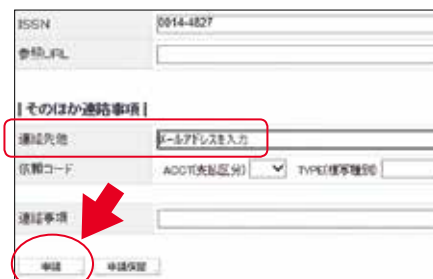 ISSN 0014-4827
参照URL
| そのほか連絡事項 |
連絡先他 メールアドレスを入力
依頼コード ACCT(支払区分) TYPE(複写種別)
連絡事項
申請 申請保留